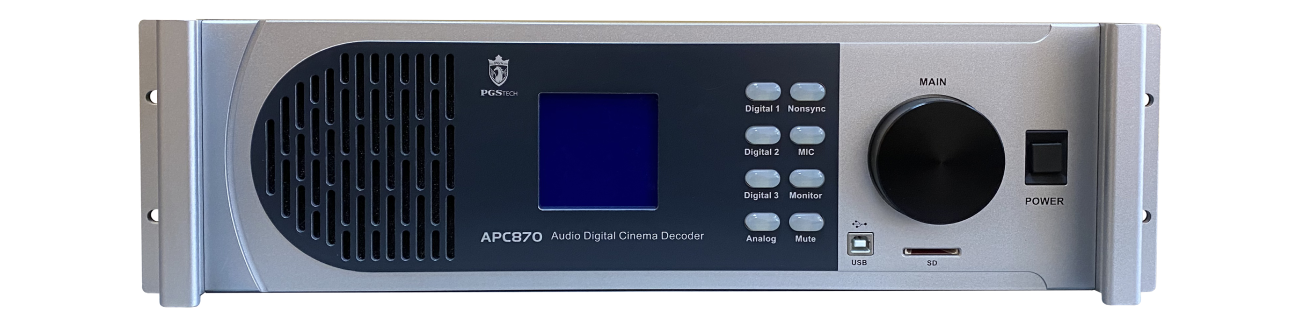 PGSTECH
APC870 Audio Digital Cinema Decoder
Digital 1 Nonsync
Digital 2 MIC
Digital 3 Monitor
Analog Mute
MAIN
POWER
USB
SD